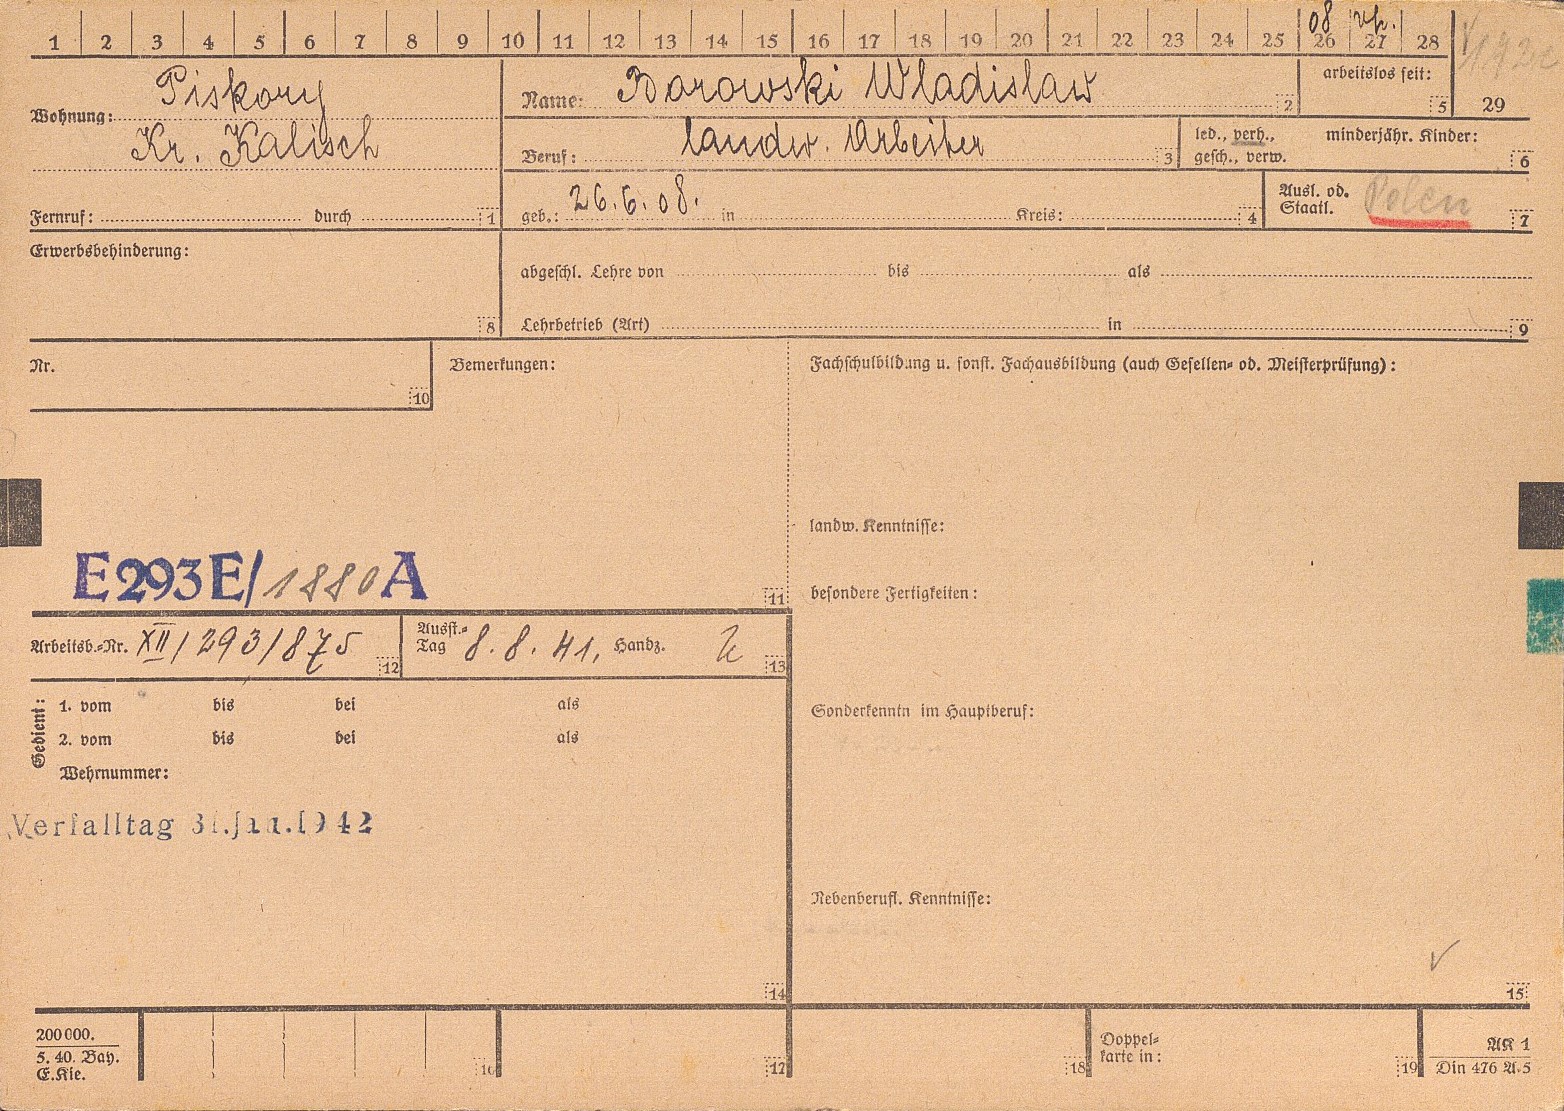 1 2 3 4 5 6 7 8 9 10 11 12 13 14 15 16 17 18 19 20 21 22 23 24 25 26 27 28
08 vh.
Wohnung: Piskory
Kr. Kalisch
Fernruf: durch 1
Name: Borowski Wladislaw 2
arbeitslos seit: 5
29
Beruf: landw. Arbeiter 3
led., verh., minderjähr. Kinder:
gesch., verw. 6
geb.: 26.6.08. in Kreis: 4
Ausl. od.
Staatl. Polen 7
Erwerbsbehinderung:
8
abgeschl. Lehre von bis als
Lehrbetrieb (Art) in 9
Nr.
10
Bemerkungen:
11
Fachschulbildung u. sonst. Fachausbildung (auch Gesellen- od. Meisterprüfung):
landw. Kenntnisse:
besondere Fertigkeiten:
Sonderkenntn im Hauptberuf:
Nebenberufl. Kenntnisse:
15
E293E/1880A
Arbeitsb.-Nr. XII/293/875 12
Ausst.-
Tag 8.8.41. Handz. 13
Gedient:
1. vom bis bei als
2. vom bis bei als
Wehrnummer:
Verfalltag 31.Jan.1942
14
200000.
5. 40. Bay.
E.Kie.
16
17
18
Doppel-
karte in:
19
AK 1
Din 476 A5